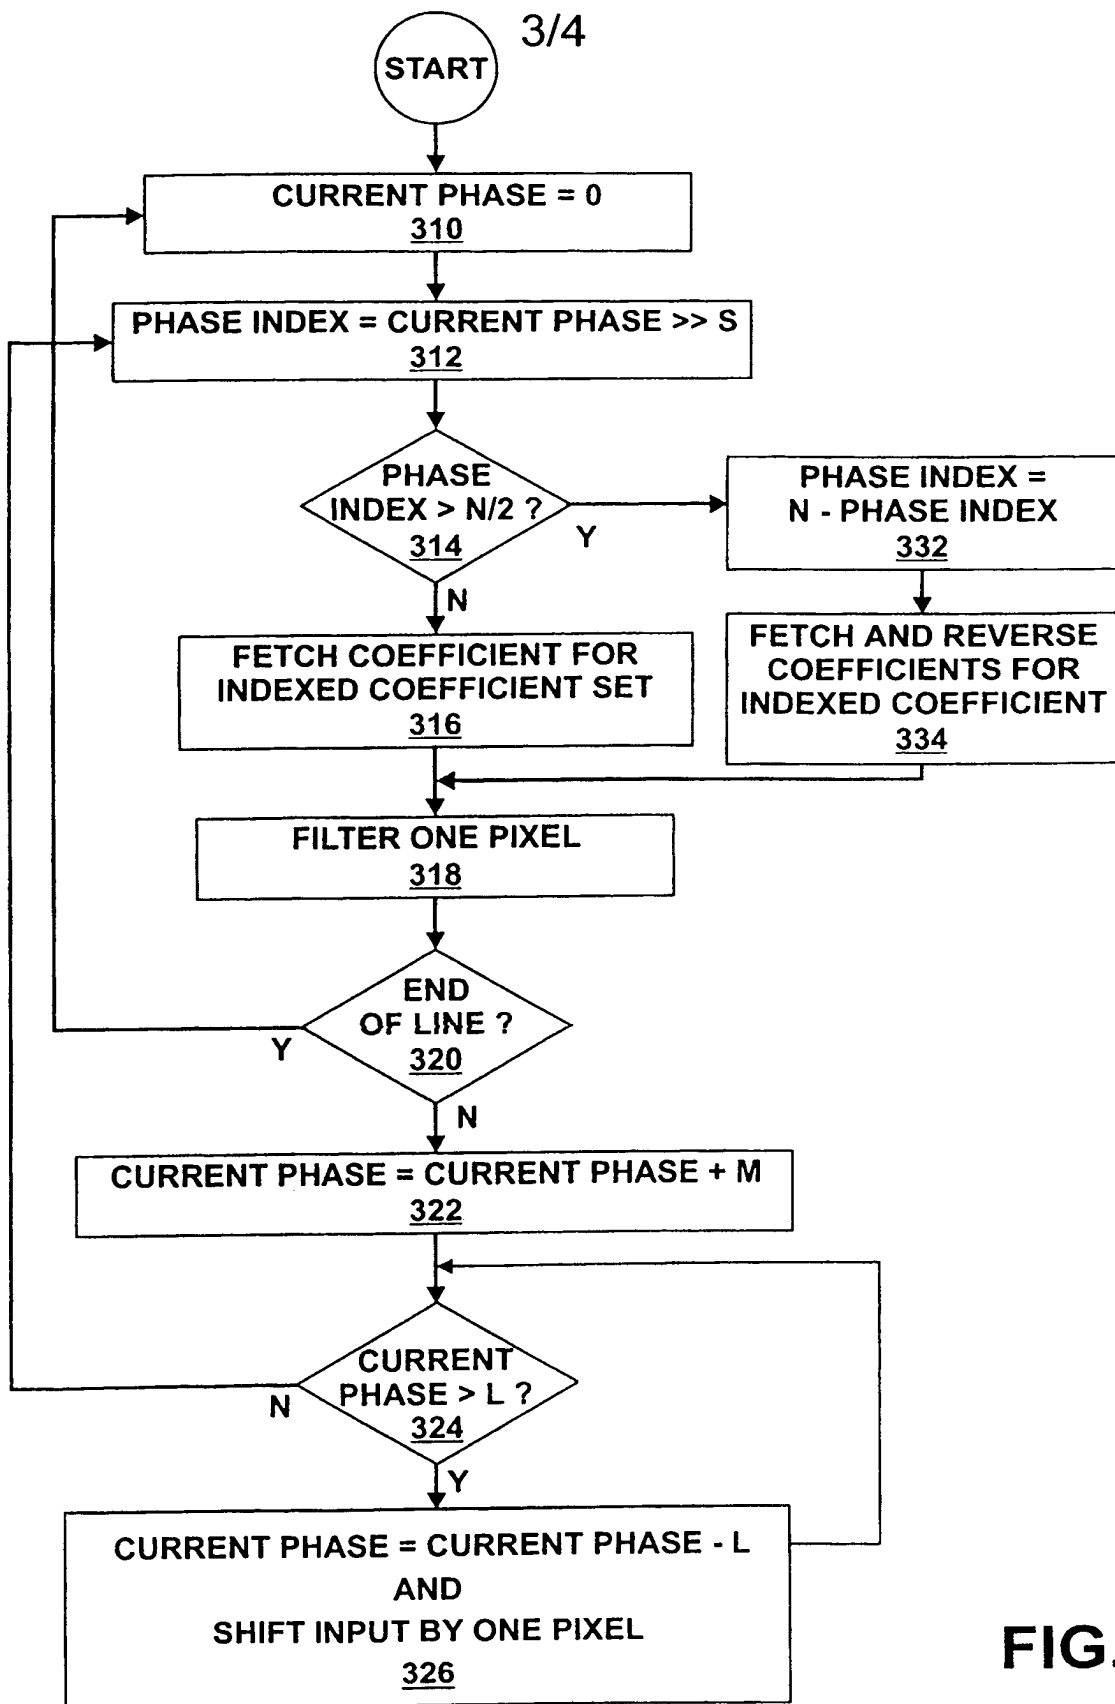 3/4
START
CURRENT PHASE = 0
310
PHASE INDEX = CURRENT PHASE >> S
312
PHASE
INDEX > N/2 ?
314
Y
N
PHASE INDEX =
N - PHASE INDEX
332
FETCH COEFFICIENT FOR
INDEXED COEFFICIENT SET
316
FETCH AND REVERSE
COEFFICIENTS FOR
INDEXED COEFFICIENT
334
FILTER ONE PIXEL
318
END
OF LINE ?
320
Y
N
CURRENT PHASE = CURRENT PHASE + M
322
CURRENT
PHASE > L ?
324
N
Y
CURRENT PHASE = CURRENT PHASE - L
AND
SHIFT INPUT BY ONE PIXEL
326
FIG.